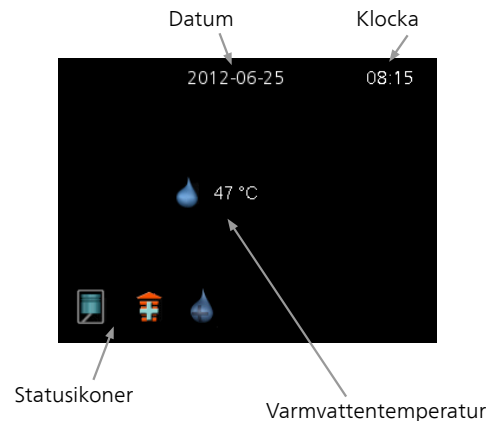 Datum
Klocka
2012-06-25
08:15
47 °C
Statusikoner
Varmvattentemperatur